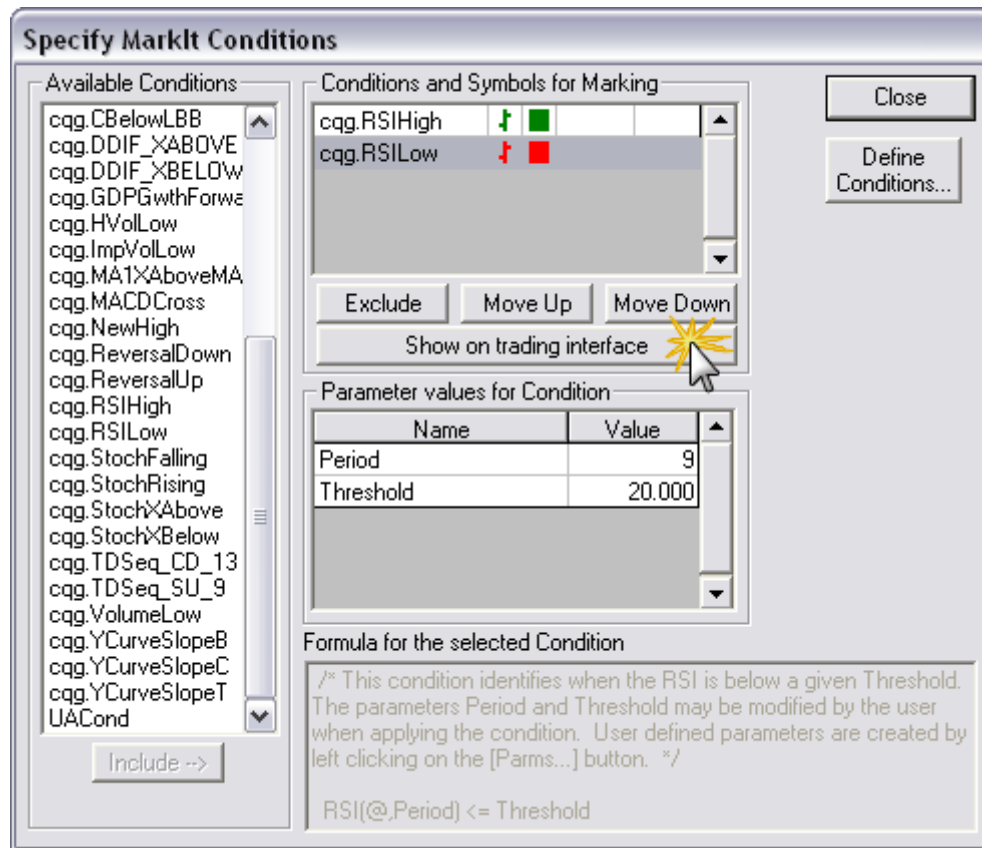 Specify MarkIt Conditions
Available Conditions
cqg.CBelowLBB
cqg.DDIF_XABOVE
cqg.DDIF_XBELOW
cqg.GDPGwthForwa
cqg.HVolLow
cqg.ImpVolLow
cqg.MA1XAboveMA
cqg.MACDCross
cqg.NewHigh
cqg.ReversalDown
cqg.ReversalUp
cqg.RSIHigh
cqg.RSILow
cqg.StochFalling
cqg.StochRising
cqg.StochXAbove
cqg.StochXBelow
cqg.TDSeq_CD_13
cqg.TDSeq_SU_9
cqg.VolumeLow
cqg.YCurveSlopeB
cqg.YCurveSlopeC
cqg.YCurveSlopeT
UACond
Include -->
Conditions and Symbols for Marking
cqg.RSIHigh
cqg.RSILow
Exclude Move Up Move Down
Show on trading interface
Parameter values for Condition
Name Value
Period 9
Threshold 20.000
Formula for the selected Condition
/* This condition identifies when the RSI is below a given Threshold.
The parameters Period and Threshold may be modified by the user
when applying the condition. User defined parameters are created by
left clicking on the [Parms...] button. */
RSI(@,Period) <= Threshold
Close
Define
Conditions...